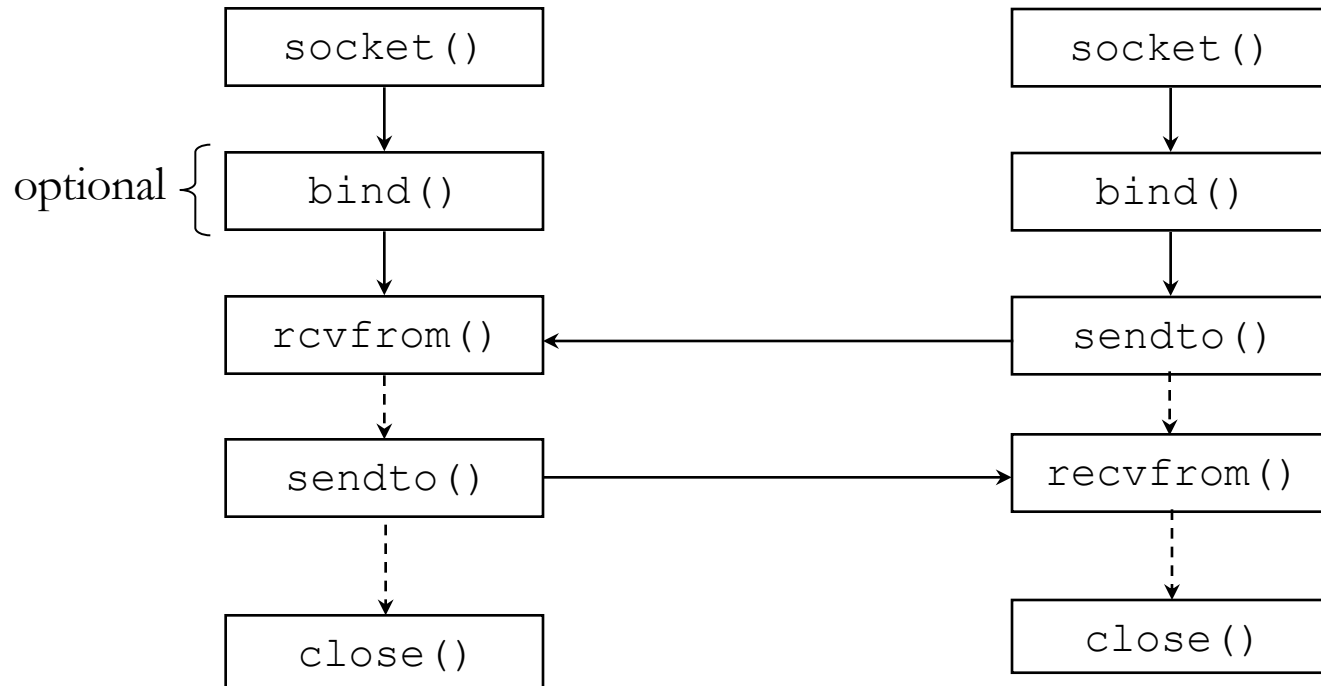 socket()
socket()
optional
bind()
bind()
rcvfrom()
sendto()
sendto()
recvfrom()
close()
close()